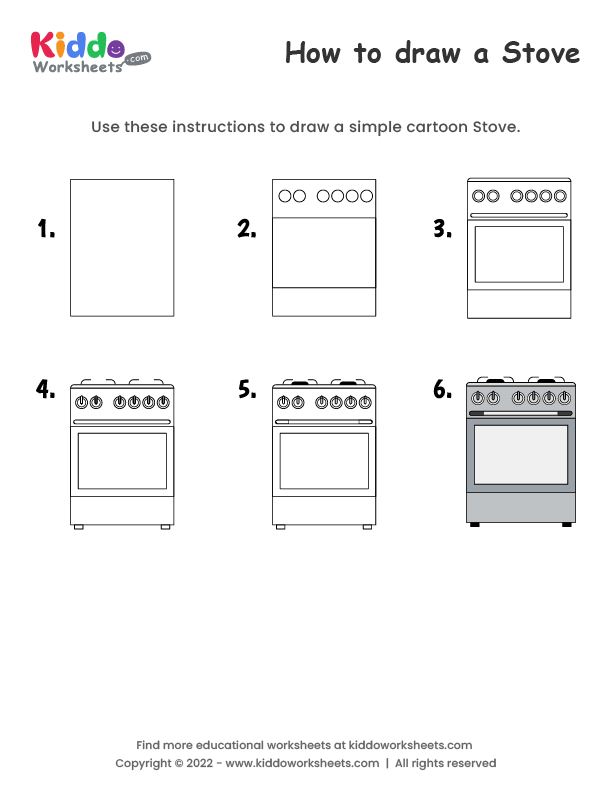 Kiddo
Worksheets .com
How to draw a Stove
Use these instructions to draw a simple cartoon Stove.
1.
2.
3.
4.
5.
6.
Find more educational worksheets at kiddoworksheets.com
Copyright © 2022 - www.kiddoworksheets.com | All rights reserved